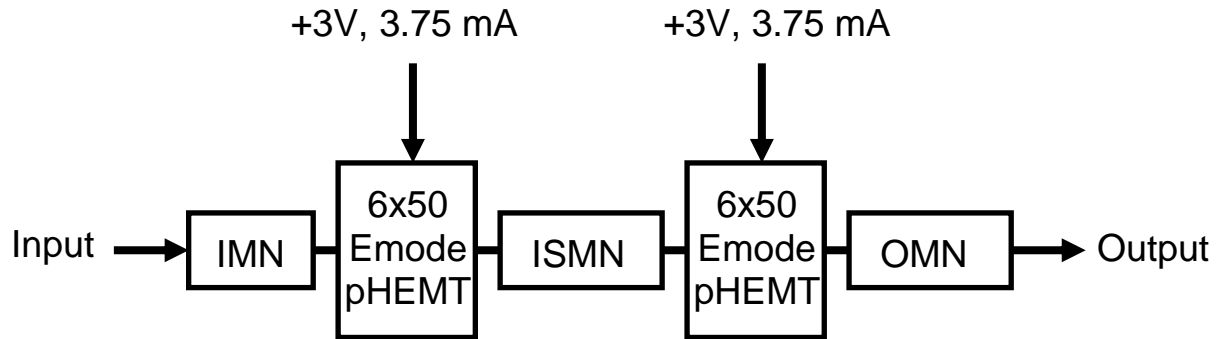 +3V, 3.75 mA
+3V, 3.75 mA
Input
IMN
6x50
Emode
pHEMT
ISMN
6x50
Emode
pHEMT
OMN
Output